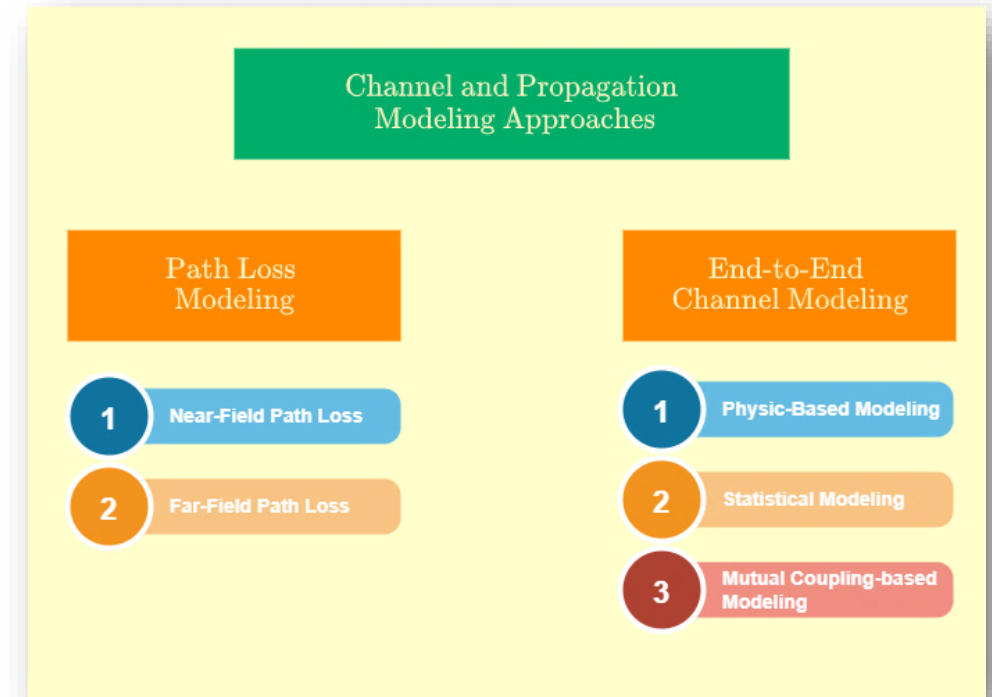 Channel and Propagation
Modeling Approaches
Path Loss
Modeling
1
Near-Field Path Loss
2
Far-Field Path Loss
End-to-End
Channel Modeling
1
Physic-Based Modeling
2
Statistical Modeling
3
Mutual Coupling-based
Modeling